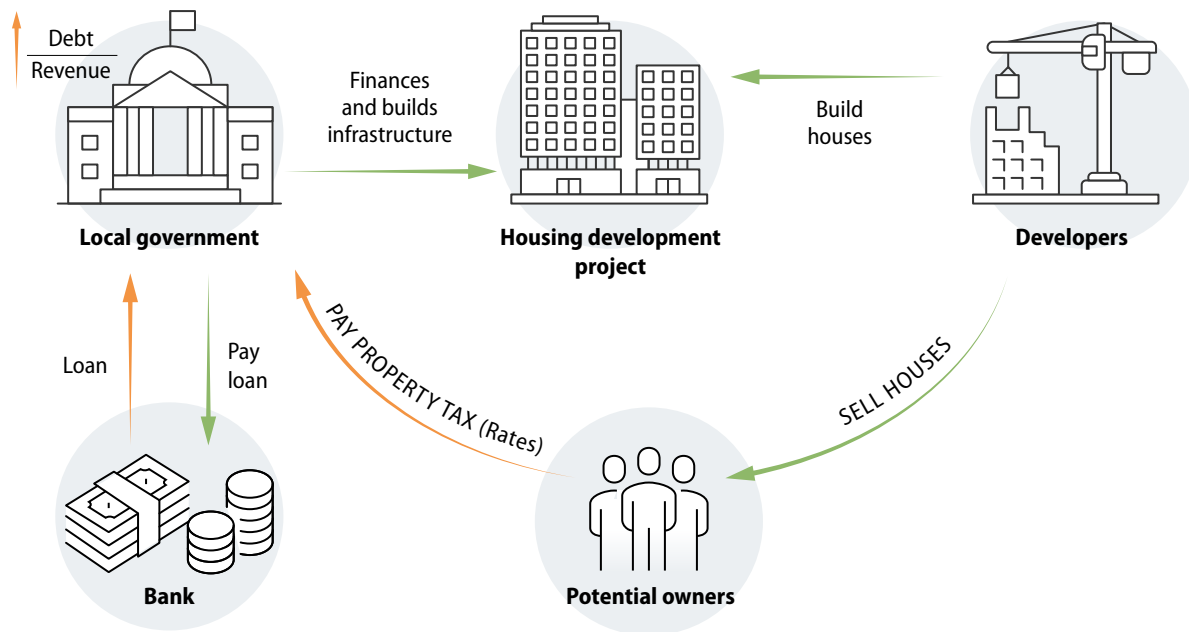 Debt
Revenue
Finances
and builds
infrastructure
Build
houses
Local government
Housing development
project
Developers
Loan
Pay
loan
PAY PROPERTY TAX (Rates)
SELL HOUSES
Bank
Potential owners